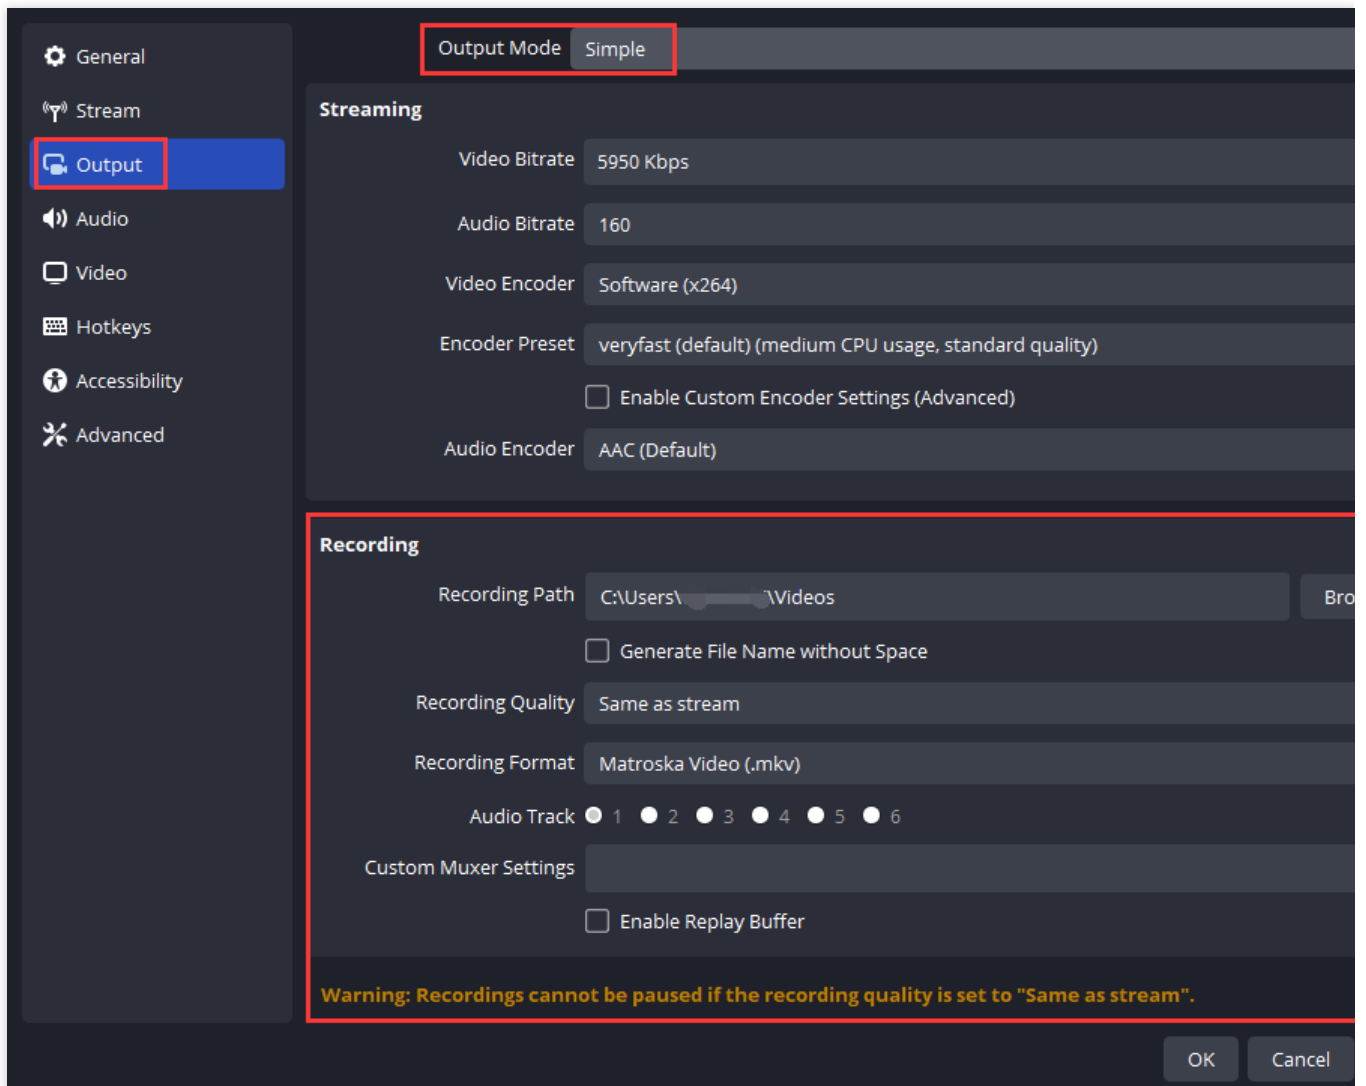 General
Stream
Output
Audio
Video
Hotkeys
Accessibility
Advanced
Output Mode Simple
Streaming
Video Bitrate 5950 Kbps
Audio Bitrate 160
Video Encoder Software (x264)
Encoder Preset veryfast (default) (medium CPU usage, standard quality)
Enable Custom Encoder Settings (Advanced)
Audio Encoder AAC (Default)
Recording
Recording Path C:\Users\ \Videos Bro
Generate File Name without Space
Recording Quality Same as stream
Recording Format Matroska Video (.mkv)
Audio Track 1 2 3 4 5 6
Custom Muxer Settings
Enable Replay Buffer
Warning: Recordings cannot be paused if the recording quality is set to "Same as stream".
OK Cancel